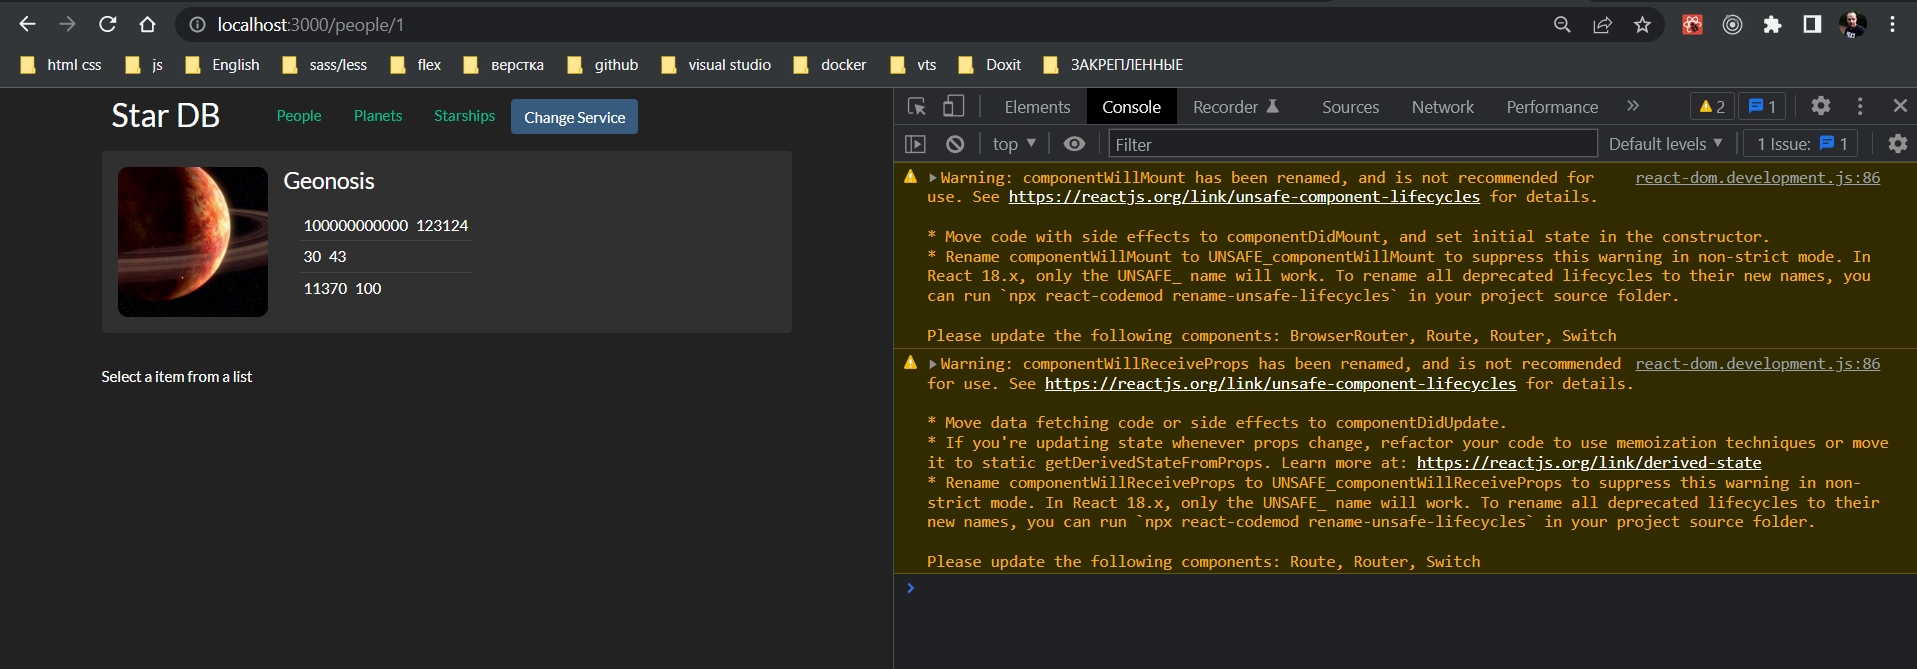 localhost:3000/people/1
html css js English sass/less flex верстка github visual studio docker vts Doxit ЗАКРЕПЛЕННЫЕ
Star DB People Planets Starships Change Service
Geonosis
100000000000 123124
30 43
11370 100
Select a item from a list
Elements Console Recorder Sources Network Performance » 2 1
top Filter Default levels 1 Issue: 1
Warning: componentWillMount has been renamed, and is not recommended for react-dom.development.js:86
use. See https://reactjs.org/link/unsafe-component-lifecycles for details.
* Move code with side effects to componentDidMount, and set initial state in the constructor.
* Rename componentWillMount to UNSAFE_componentWillMount to suppress this warning in non-strict mode. In
React 18.x, only the UNSAFE_ name will work. To rename all deprecated lifecycles to their new names, you
can run `npx react-codemod rename-unsafe-lifecycles` in your project source folder.
Please update the following components: BrowserRouter, Route, Router, Switch
Warning: componentWillReceiveProps has been renamed, and is not recommended react-dom.development.js:86
for use. See https://reactjs.org/link/unsafe-component-lifecycles for details.
* Move data fetching code or side effects to componentDidUpdate.
* If you're updating state whenever props change, refactor your code to use memoization techniques or move
it to static getDerivedStateFromProps. Learn more at: https://reactjs.org/link/derived-state
* Rename componentWillReceiveProps to UNSAFE_componentWillReceiveProps to suppress this warning in non-
strict mode. In React 18.x, only the UNSAFE_ name will work. To rename all deprecated lifecycles to their
new names, you can run `npx react-codemod rename-unsafe-lifecycles` in your project source folder.
Please update the following components: Route, Router, Switch